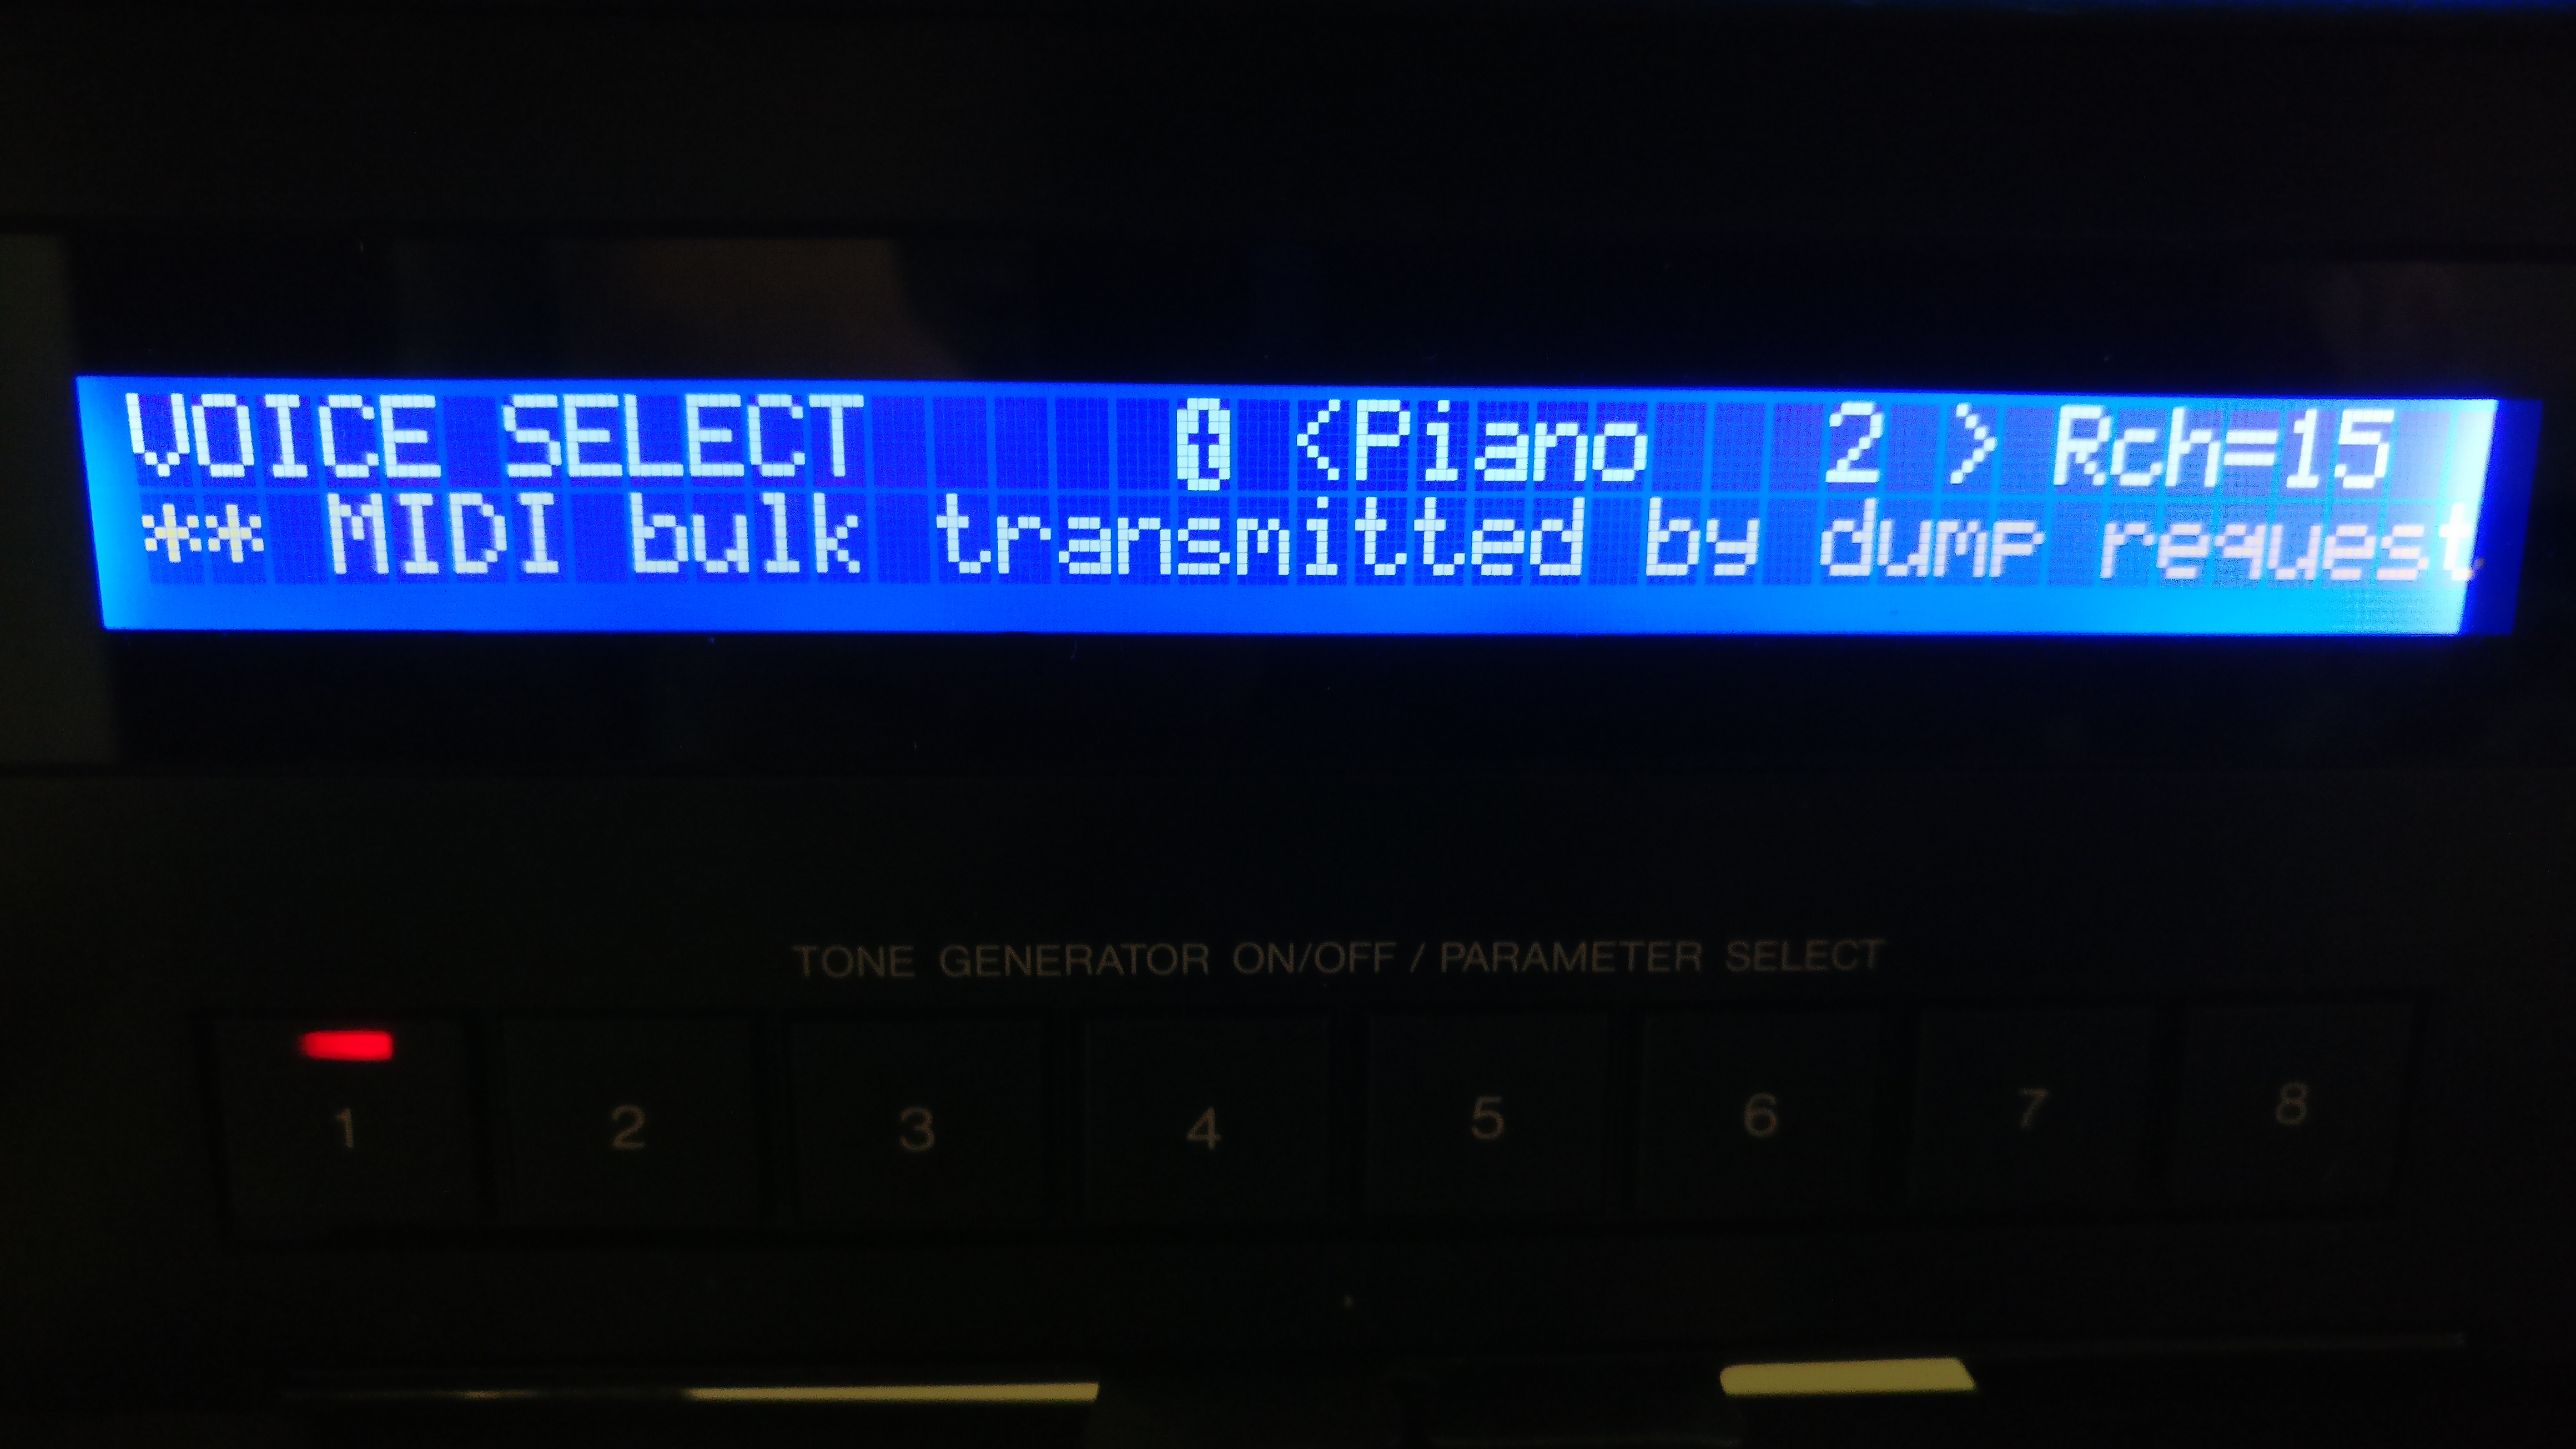 VOICE SELECT 0 <Piano 2 > Rch=15
** MIDI bulk transmitted by dump request
TONE GENERATOR ON/OFF / PARAMETER SELECT
1 2 3 4 5 6 7 8